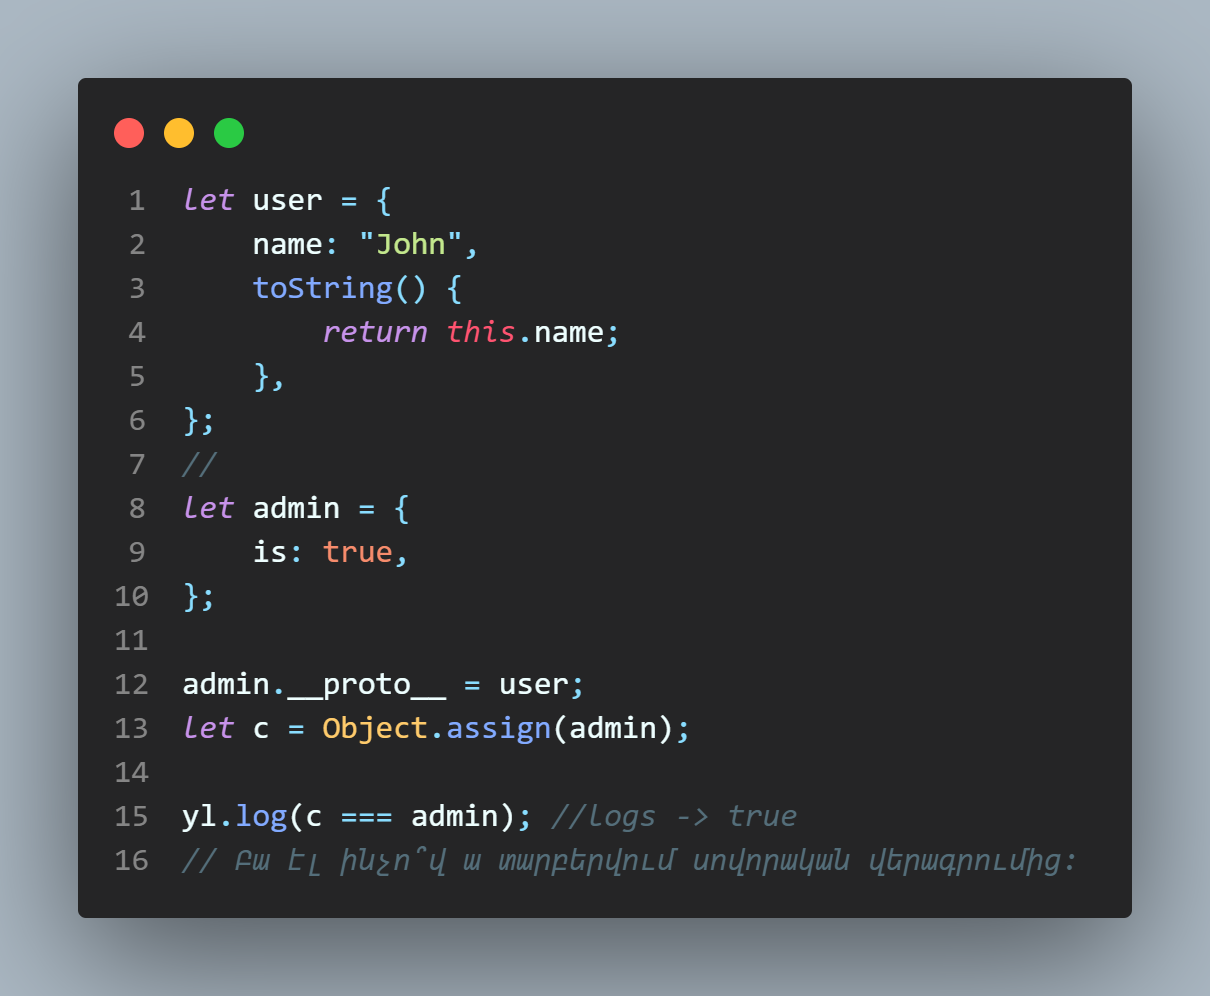 1 let user = {
2     name: "John",
3     toString() {
4         return this.name;
5     },
6 };
7 //
8 let admin = {
9     is: true,
10 };
11
12 admin.__proto__ = user;
13 let c = Object.assign(admin);
14
15 yl.log(c === admin); //logs -> true
16 // Բա էլ ինչո՞վ ա տարբերվում սովորական վերագրումից: